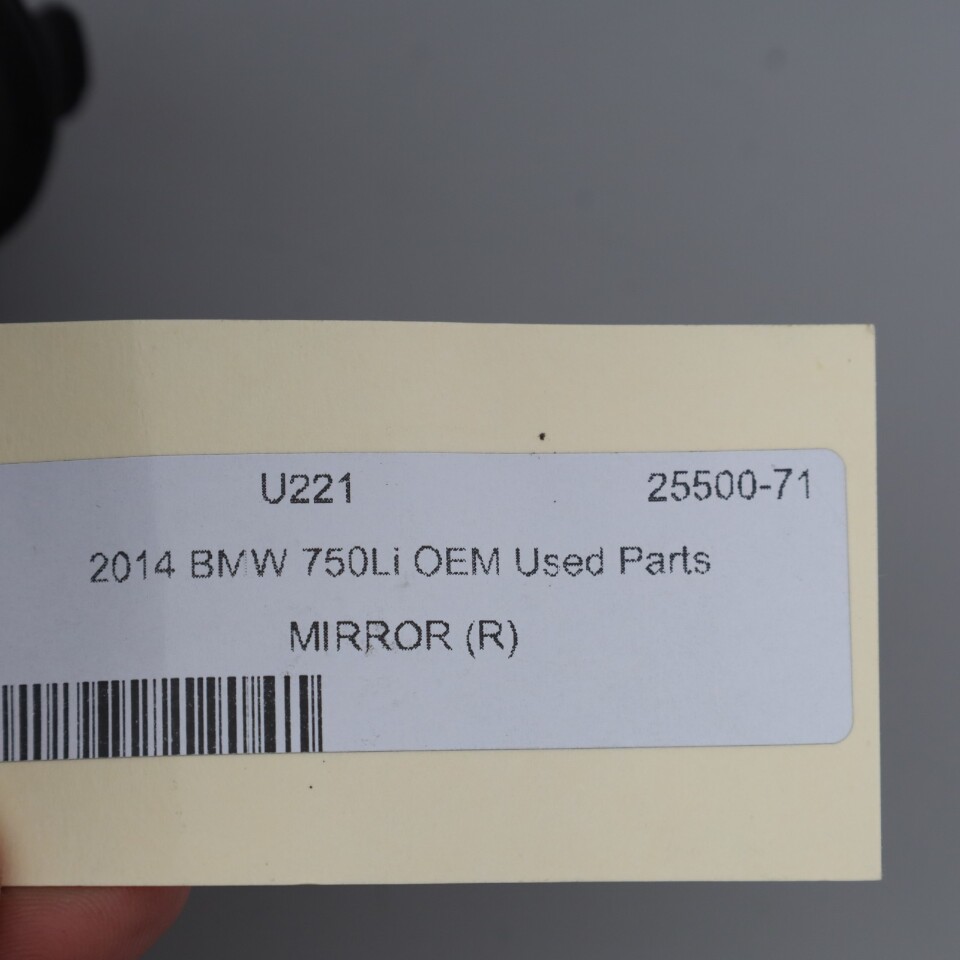 U221 25500-71
2014 BMW 750Li OEM Used Parts
MIRROR (R)